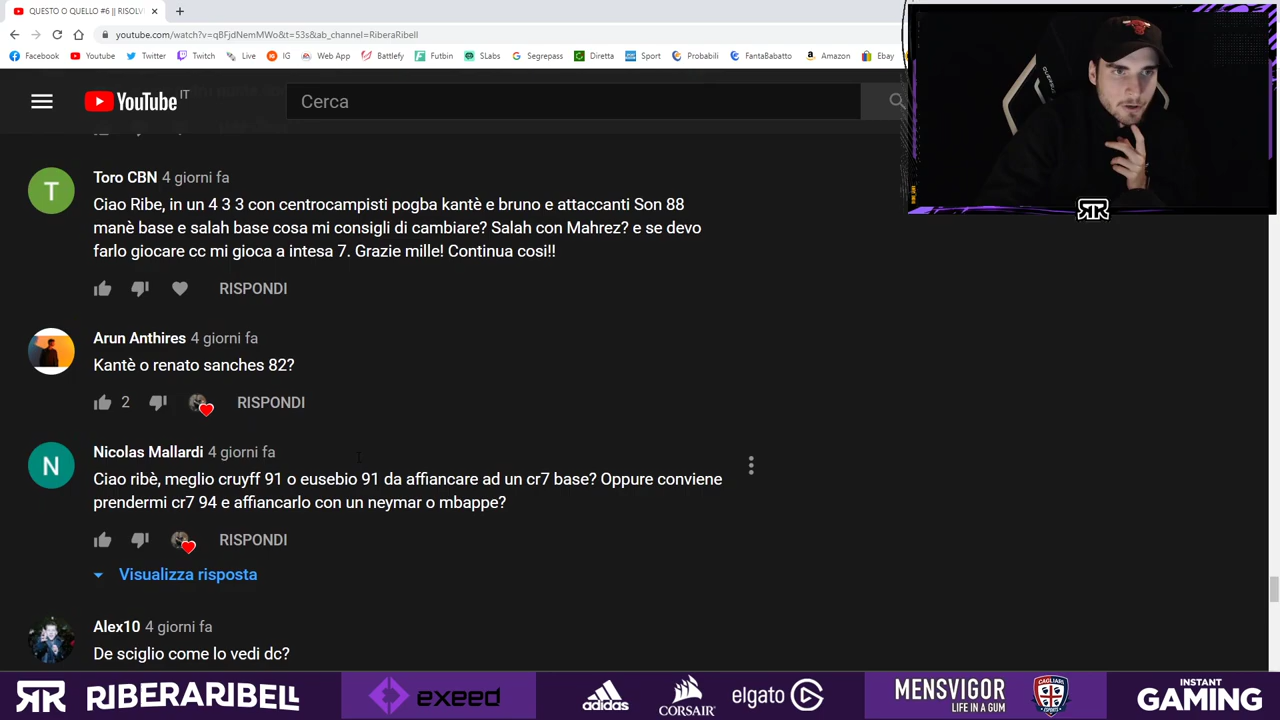 QUESTO O QUELLO #6 || RISOLV
youtube.com/watch?v=qBFjdNemMWo&t=53s&ab_channel=RiberaRibell
Facebook Youtube Twitter Twitch Live IG Web App Battlefy Futbin SLabs Segrepass Diretta Sport Probabili FantaBabatto Amazon Ebay
YouTube IT
Cerca
Toro CBN 4 giorni fa
Ciao Ribe, in un 4 3 3 con centrocampisti pogba kantè e bruno e attaccanti Son 88
manè base e salah base cosa mi consigli di cambiare? Salah con Mahrez? e se devo
farlo giocare cc mi gioca a intesa 7. Grazie mille! Continua cosi!!
RISPONDI
Arun Anthires 4 giorni fa
Kantè o renato sanches 82?
2 RISPONDI
N
Nicolas Mallardi 4 giorni fa
Ciao ribè, meglio cruyff 91 o eusebio 91 da affiancare ad un cr7 base? Oppure conviene
prendermi cr7 94 e affiancarlo con un neymar o mbappe?
RISPONDI
Visualizza risposta
Alex10 4 giorni fa
De sciglio come lo vedi dc?
RIBERARIBELL
exeed
adidas
CORSAIR
elgato
MENSVIGOR
LIFE IN A GUM
CAGLIARI
INSTANT
GAMING